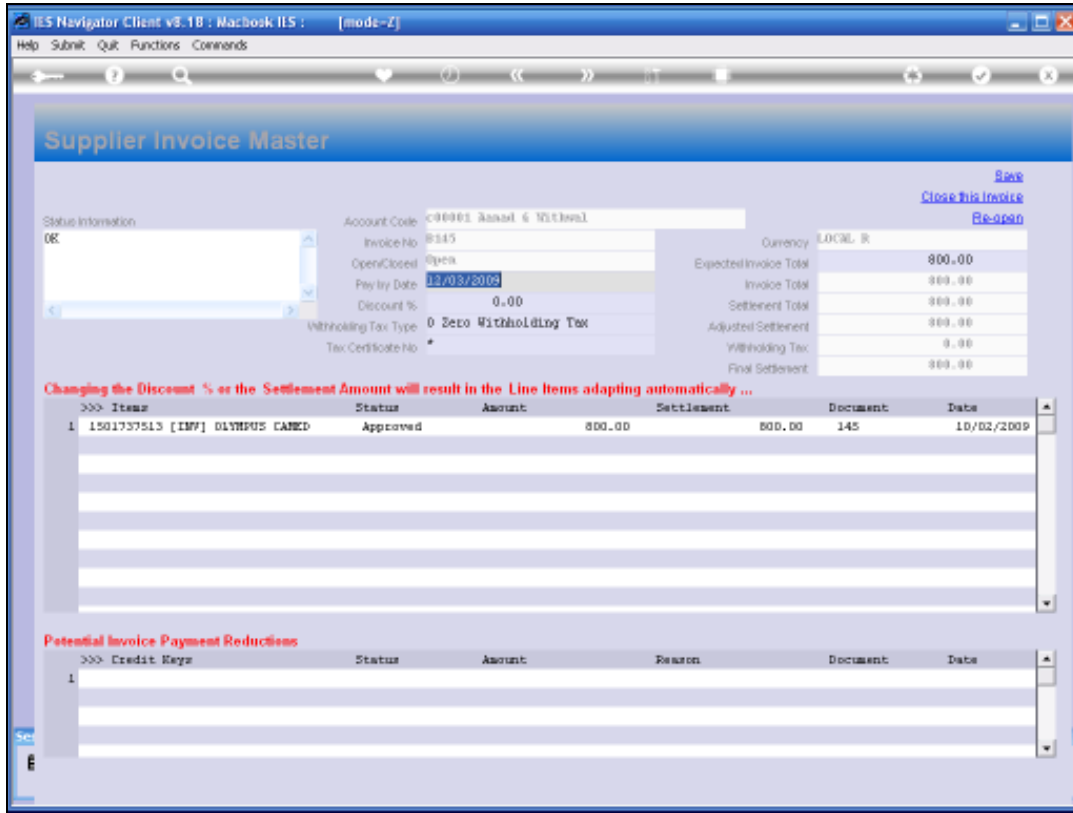 IES Navigator Client v8.18 : Macbook IES : [mode=Z]
Help Submit Quit Functions Commands
Supplier Invoice Master
Save
Close this Invoice
Re-open
Status Information
OK
Account Code c00001
Invoice No B145
Open/Closed Open
Pay by Date 12/03/2009
Discount % 0.00
Withholding Tax Type 0 Zero Withholding Tax
Tax Certificate No *
Currency LOCAL R
Expected Invoice Total 800.00
Invoice Total 800.00
Settlement Total 800.00
Adjusted Settlement 800.00
Withholding Tax 0.00
Final Settlement 800.00
Changing the Discount % or the Settlement Amount will result in the Line Items adapting automatically ...
>>> Items Status Amount Settlement Document Date
1 1501737513 [INV] OLYMPUS CAMED Approved 800.00 800.00 145 10/02/2009
Potential Invoice Payment Reductions
>>> Credit Keys Status Amount Reason Document Date
1